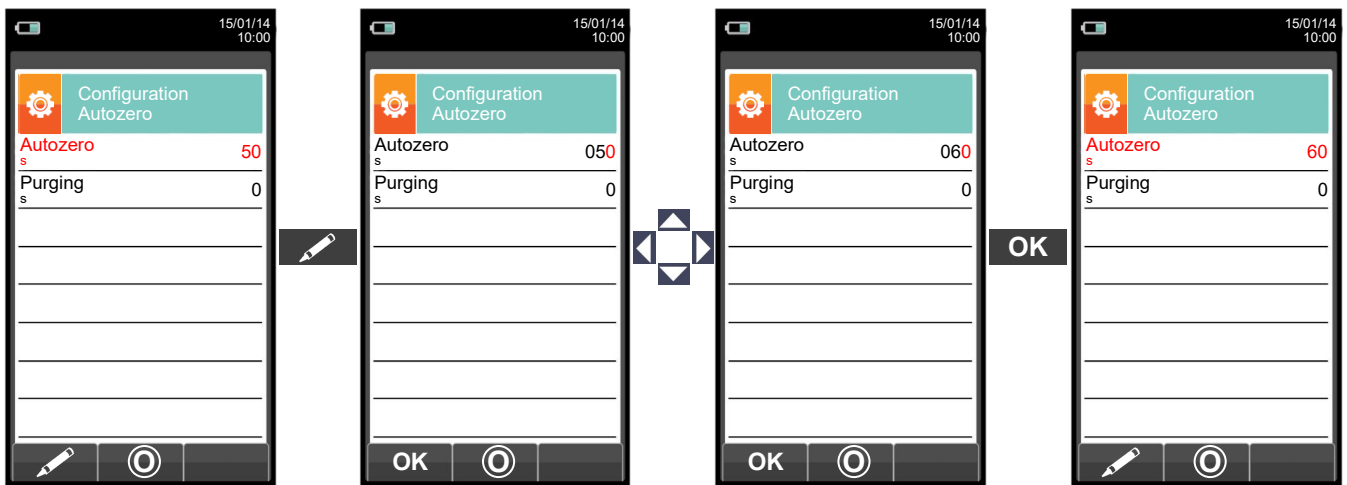 15/01/14
10:00
Configuration
Autozero
Autozero 50
s
Purging 0
s
O
15/01/14
10:00
Configuration
Autozero
Autozero 050
s
Purging 0
s
OK O
15/01/14
10:00
Configuration
Autozero
Autozero 060
s
Purging 0
s
OK O
OK
15/01/14
10:00
Configuration
Autozero
Autozero 60
s
Purging 0
s
O